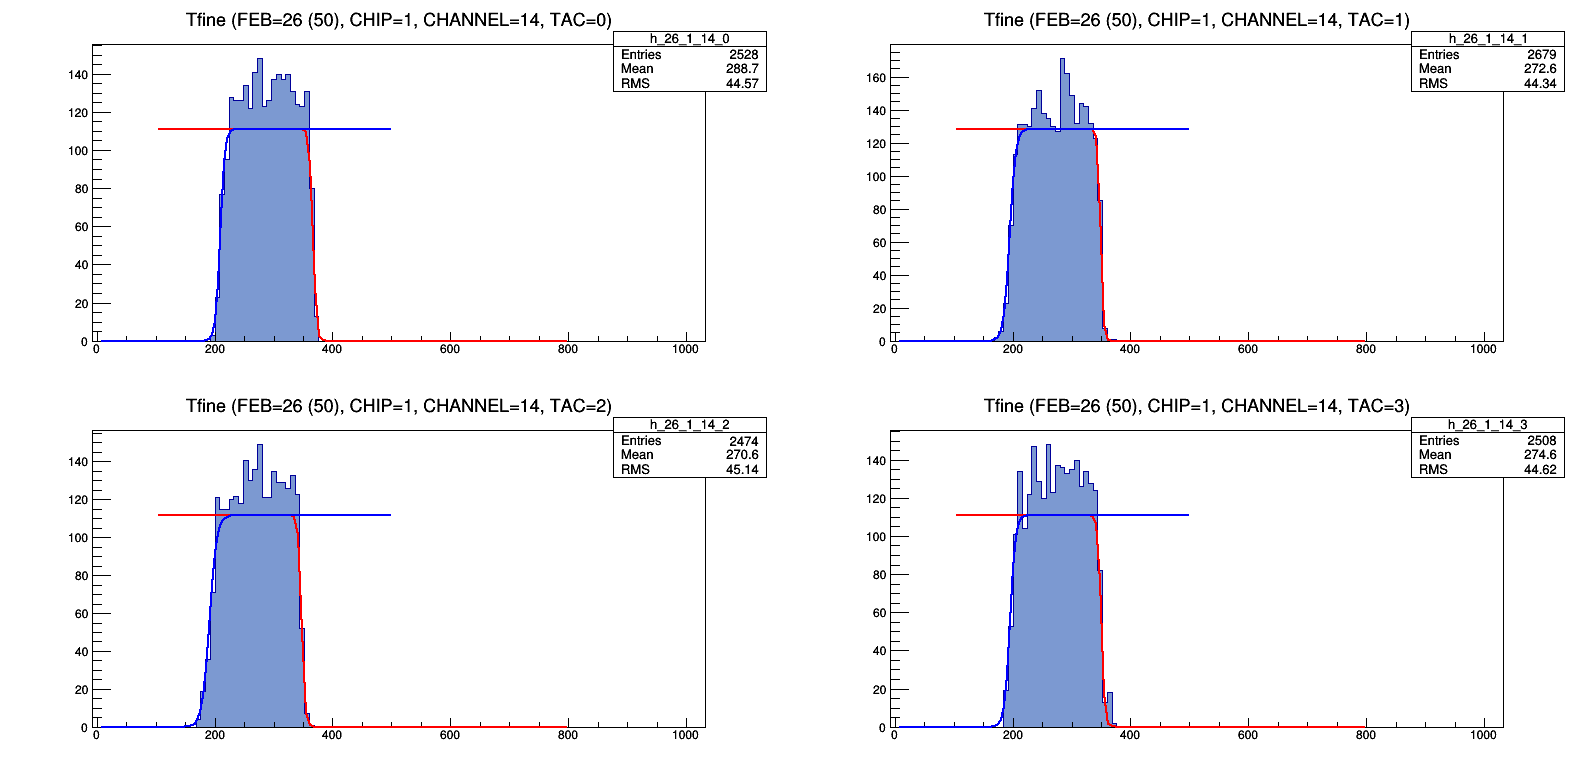 Tfine (FEB=26 (50), CHIP=1, CHANNEL=14, TAC=0)
h_26_1_14_0
Entries 2528
Mean 288.7
RMS 44.57
140
120
100
80
60
40
20
0
0 200 400 600 800 1000
Tfine (FEB=26 (50), CHIP=1, CHANNEL=14, TAC=1)
h_26_1_14_1
Entries 2679
Mean 272.6
RMS 44.34
160
140
120
100
80
60
40
20
0
0 200 400 600 800 1000
Tfine (FEB=26 (50), CHIP=1, CHANNEL=14, TAC=2)
h_26_1_14_2
Entries 2474
Mean 270.6
RMS 45.14
140
120
100
80
60
40
20
0
0 200 400 600 800 1000
Tfine (FEB=26 (50), CHIP=1, CHANNEL=14, TAC=3)
h_26_1_14_3
Entries 2508
Mean 274.6
RMS 44.62
140
120
100
80
60
40
20
0
0 200 400 600 800 1000